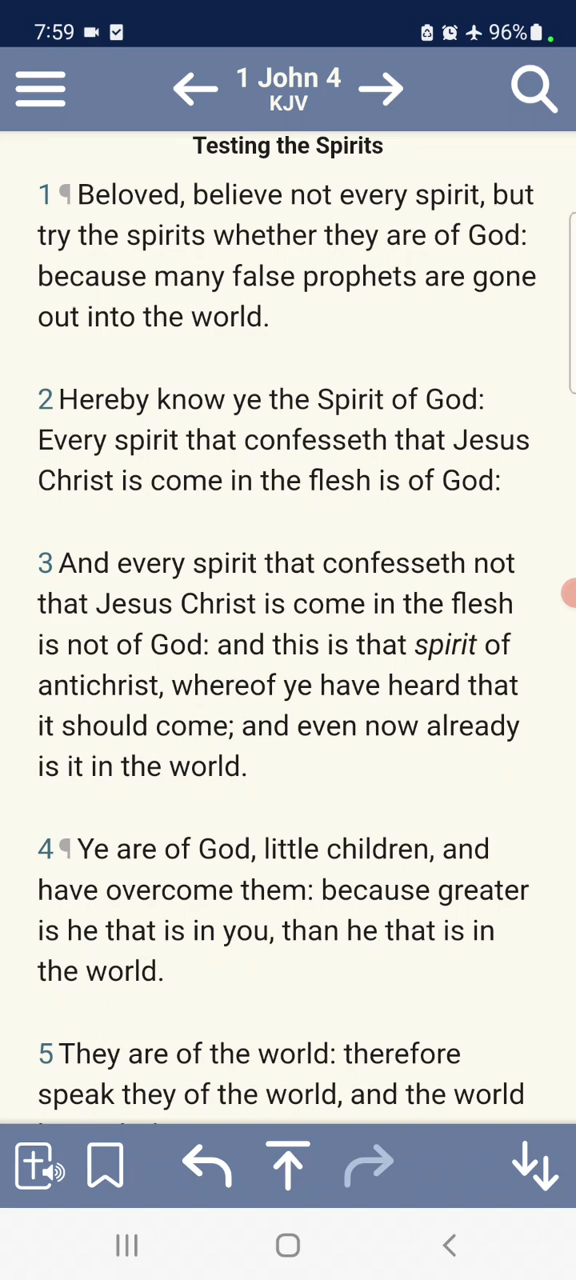 7:59 96%
1 John 4
KJV
Testing the Spirits
1 ¶ Beloved, believe not every spirit, but
try the spirits whether they are of God:
because many false prophets are gone
out into the world.
2 Hereby know ye the Spirit of God:
Every spirit that confesseth that Jesus
Christ is come in the flesh is of God:
3 And every spirit that confesseth not
that Jesus Christ is come in the flesh
is not of God: and this is that spirit of
antichrist, whereof ye have heard that
it should come; and even now already
is it in the world.
4 ¶ Ye are of God, little children, and
have overcome them: because greater
is he that is in you, than he that is in
the world.
5 They are of the world: therefore
speak they of the world, and the world